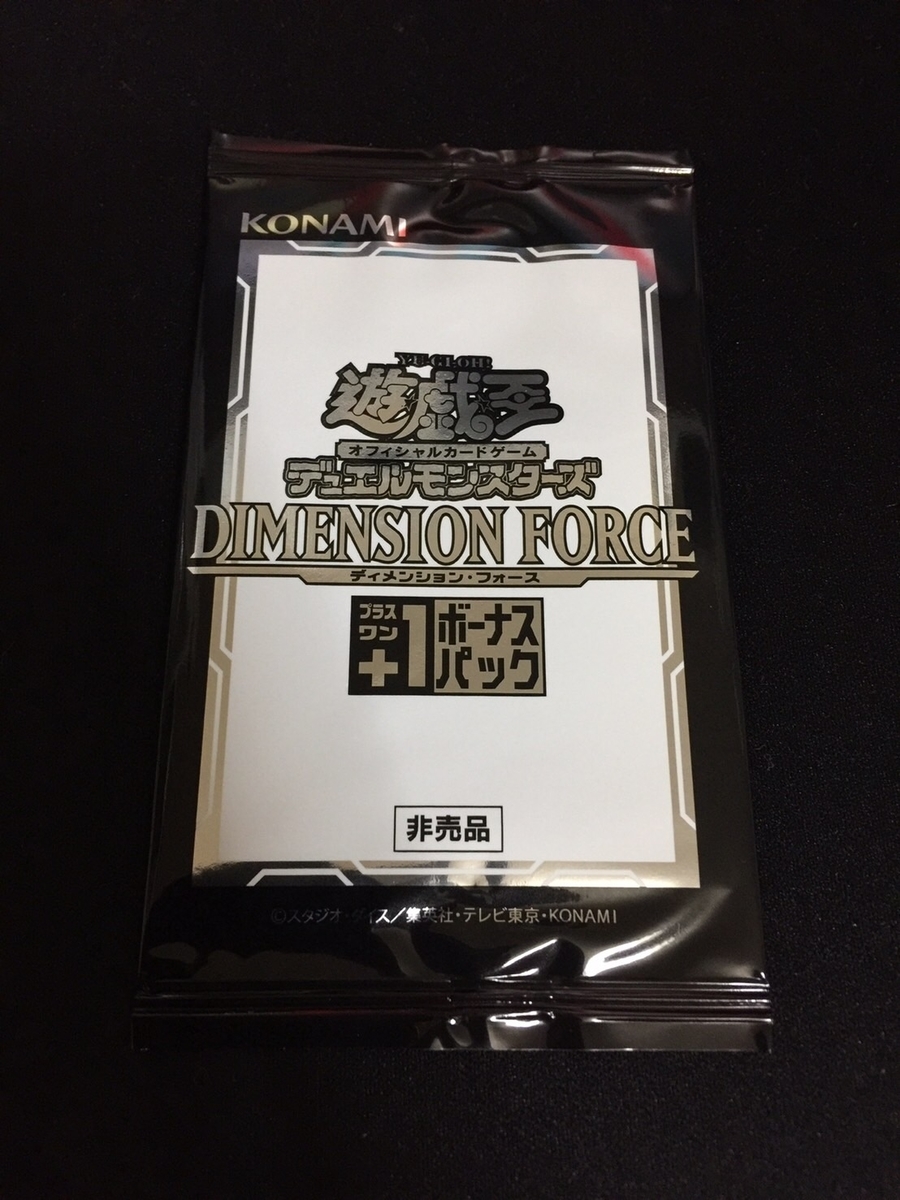 KONAMI
YU-GI-OH!
遊戯王
オフィシャルカードゲーム
デュエルモンスターズ
DIMENSION FORCE
ディメンション・フォース
プラス
ワン
+1
ボーナス
パック
非売品
©スタジオ・ダイス/集英社・テレビ東京・KONAMI